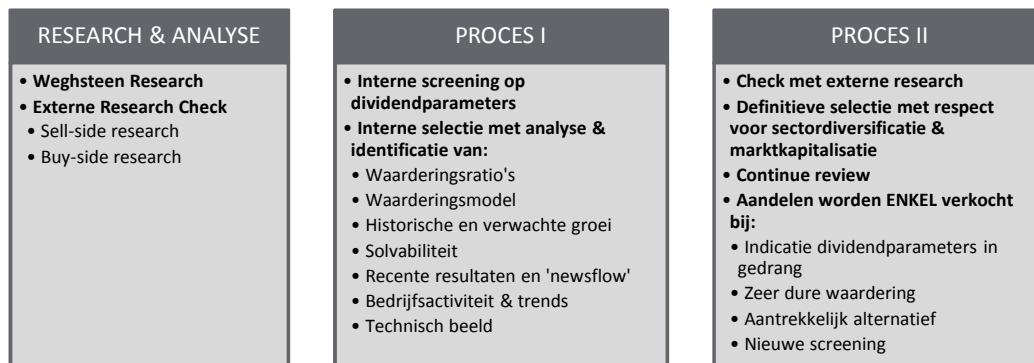 RESEARCH & ANALYSE
• Weghsteen Research
• Externe Research Check
• Sell-side research
• Buy-side research
PROCES I
• Interne screening op
dividendparameters
• Interne selectie met analyse &
identificatie van:
• Waarderingsratio's
• Waarderingsmodel
• Historische en verwachte groei
• Solvabiliteit
• Recente resultaten en 'newsflow'
• Bedrijfsactiviteit & trends
• Technisch beeld
PROCES II
• Check met externe research
• Definitieve selectie met respect
voor sectordiversificatie &
marktkapitalisatie
• Continue review
• Aandelen worden ENKEL verkocht
bij:
• Indicatie dividendparameters in
gedrang
• Zeer dure waardering
• Aantrekkelijk alternatief
• Nieuwe screening